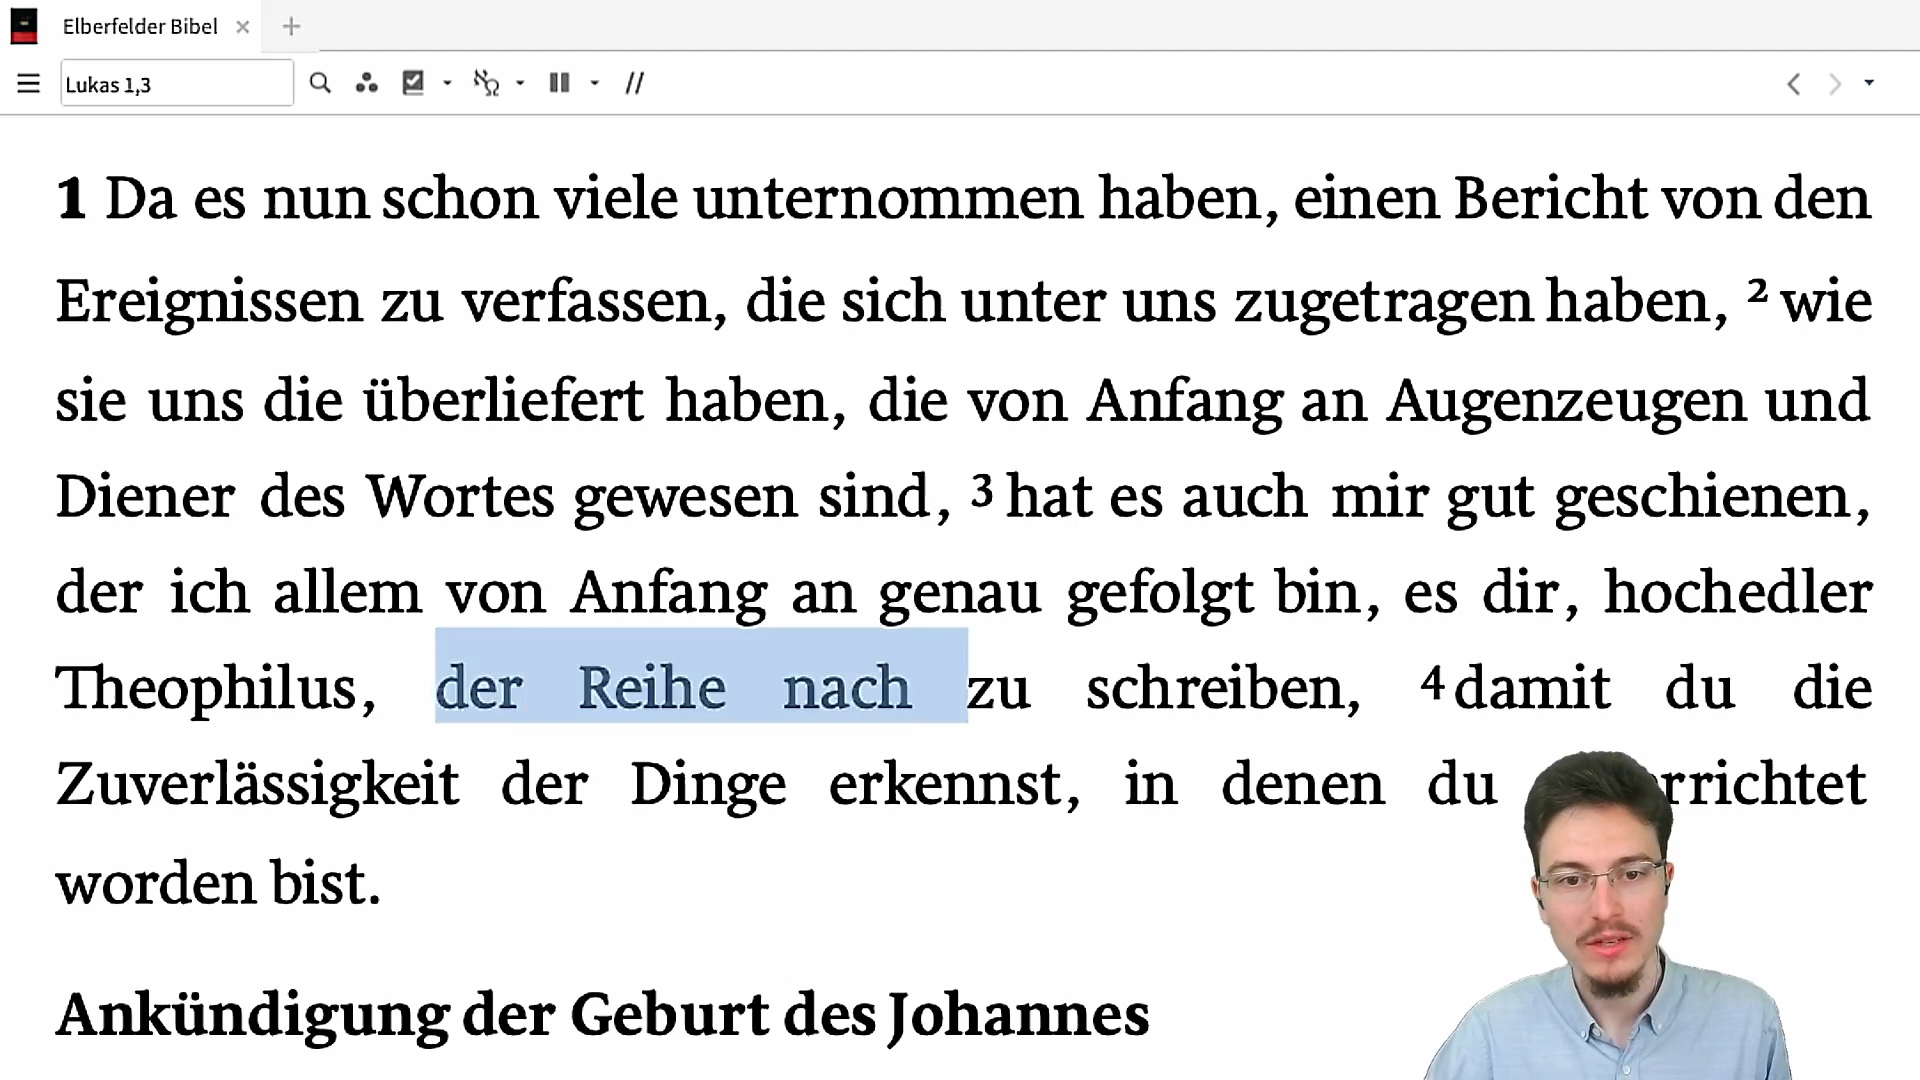 Elberfelder Bibel
Lukas 1,3
1 Da es nun schon viele unternommen haben, einen Bericht von den
Ereignissen zu verfassen, die sich unter uns zugetragen haben, ² wie
sie uns die überliefert haben, die von Anfang an Augenzeugen und
Diener des Wortes gewesen sind, ³ hat es auch mir gut geschienen,
der ich allem von Anfang an genau gefolgt bin, es dir, hochedler
Theophilus, der Reihe nach zu schreiben, ⁴ damit du die
Zuverlässigkeit der Dinge erkennst, in denen du rrichtet
worden bist.
Ankündigung der Geburt des Johannes